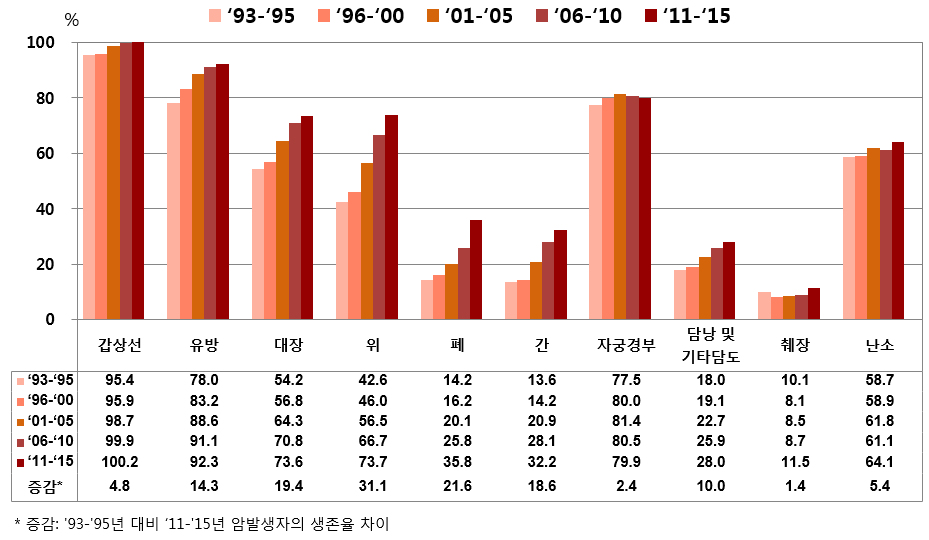 ‘93-‘95 ‘96-‘00 ‘01-‘05 ‘06-‘10 ‘11-‘15
%
100
80
60
40
20
0
갑상선 유방 대장 위 폐 간 자궁경부 담낭 및 기타담도 췌장 난소
‘93-‘95 95.4 78.0 54.2 42.6 14.2 13.6 77.5 18.0 10.1 58.7
‘96-‘00 95.9 83.2 56.8 46.0 16.2 14.2 80.0 19.1 8.1 58.9
‘01-‘05 98.7 88.6 64.3 56.5 20.1 20.9 81.4 22.7 8.5 61.8
‘06-‘10 99.9 91.1 70.8 66.7 25.8 28.1 80.5 25.9 8.7 61.1
‘11-‘15 100.2 92.3 73.6 73.7 35.8 32.2 79.9 28.0 11.5 64.1
증감* 4.8 14.3 19.4 31.1 21.6 18.6 2.4 10.0 1.4 5.4
* 증감: ’93-’95년 대비 ‘11-’15년 암발생자의 생존율 차이